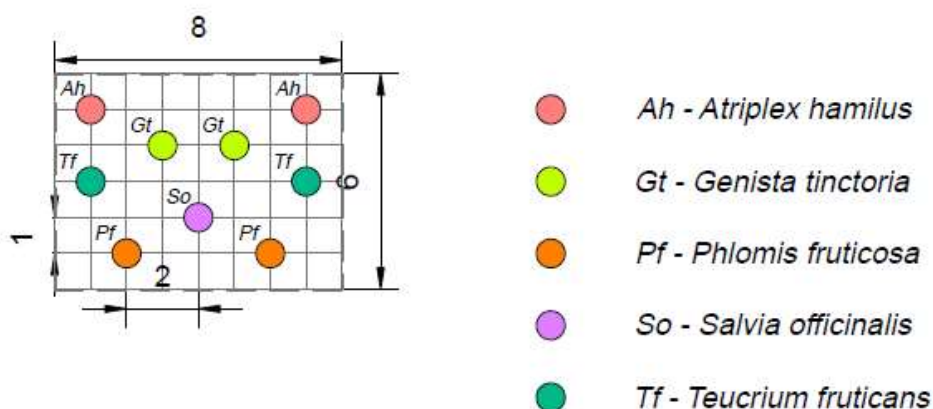 8
Ah
Ah
Gt
Gt
Tf
Tf
6
So
1
Pf
Pf
2
Ah - Atriplex hamilus
Gt - Genista tinctoria
Pf - Phlomis fruticosa
So - Salvia officinalis
Tf - Teucrium fruticans